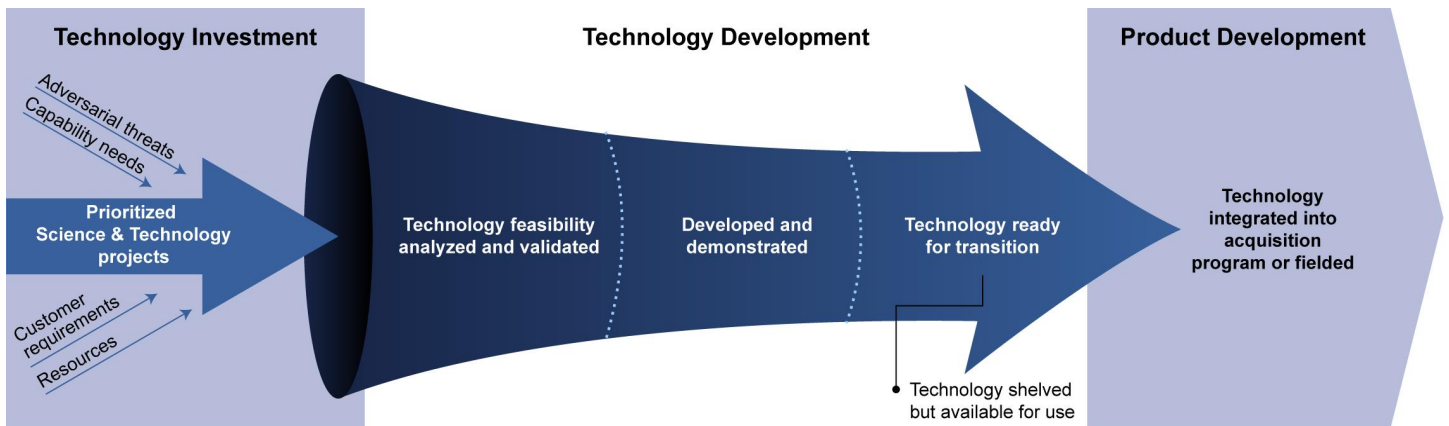 Technology Investment
Technology Development
Product Development
Adversarial threats
Capability needs
Prioritized
Science & Technology
projects
Customer
requirements
Resources
Technology feasibility
analyzed and validated
Developed and
demonstrated
Technology ready
for transition
Technology shelved
but available for use
Technology
integrated into
acquisition
program or fielded